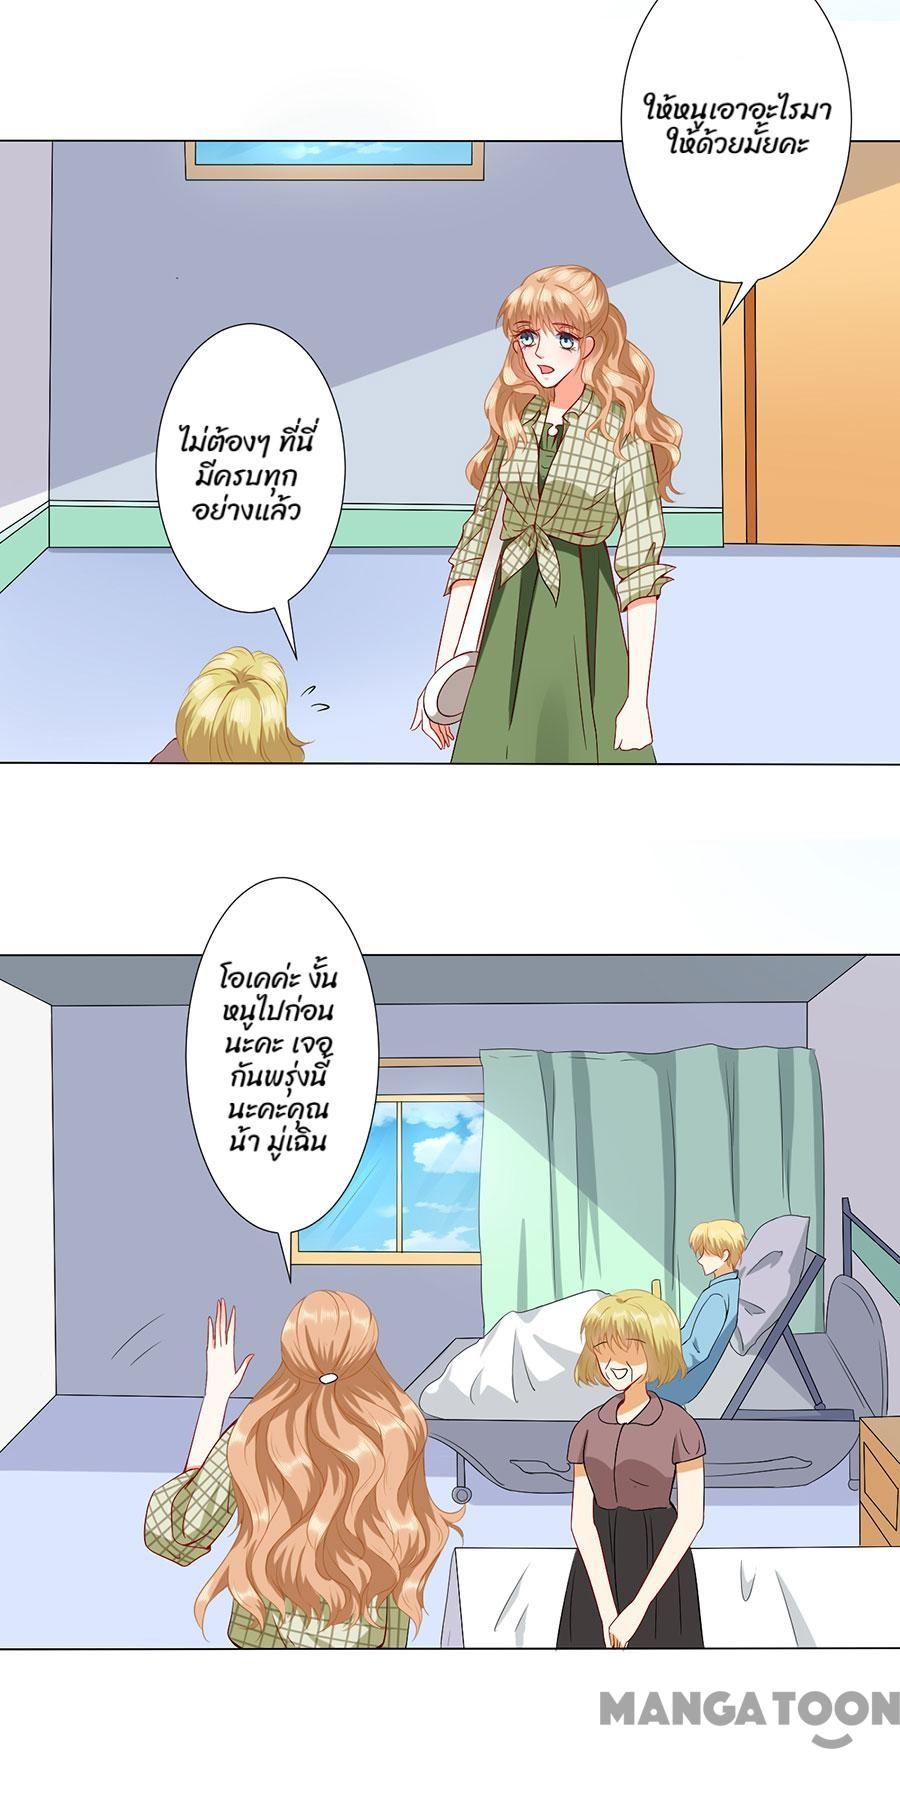 ให้หนูเอาอะไรมา
ให้ด้วยมั้ยคะ
ไม่ต้องๆ ที่นี่
มีครบทุก
อย่างแล้ว
โอเคค่ะ งั้น
หนูไปก่อน
นะคะ เจอ
กันพรุ่งนี้
นะคะคุณ
น้า มู่เฉิน
MANGATOON